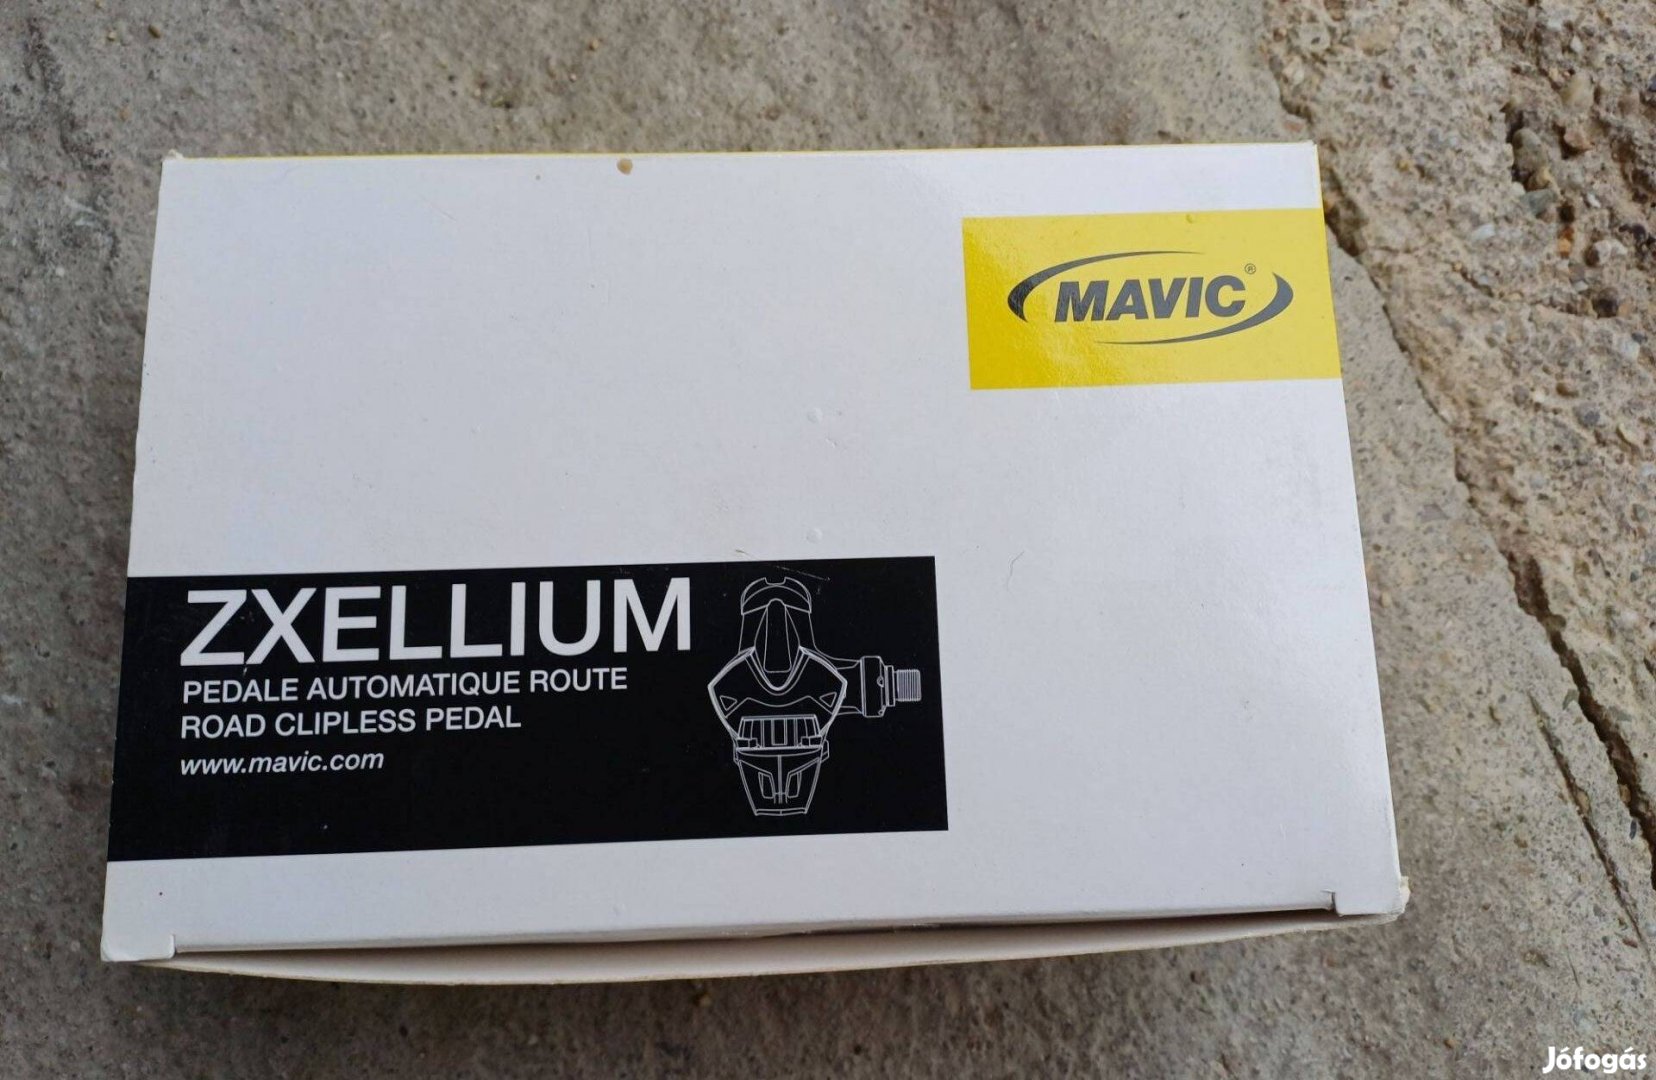 MAVIC®
ZXELLIUM
PEDALE AUTOMATIQUE ROUTE
ROAD CLIPLESS PEDAL
www.mavic.com
Jófogás